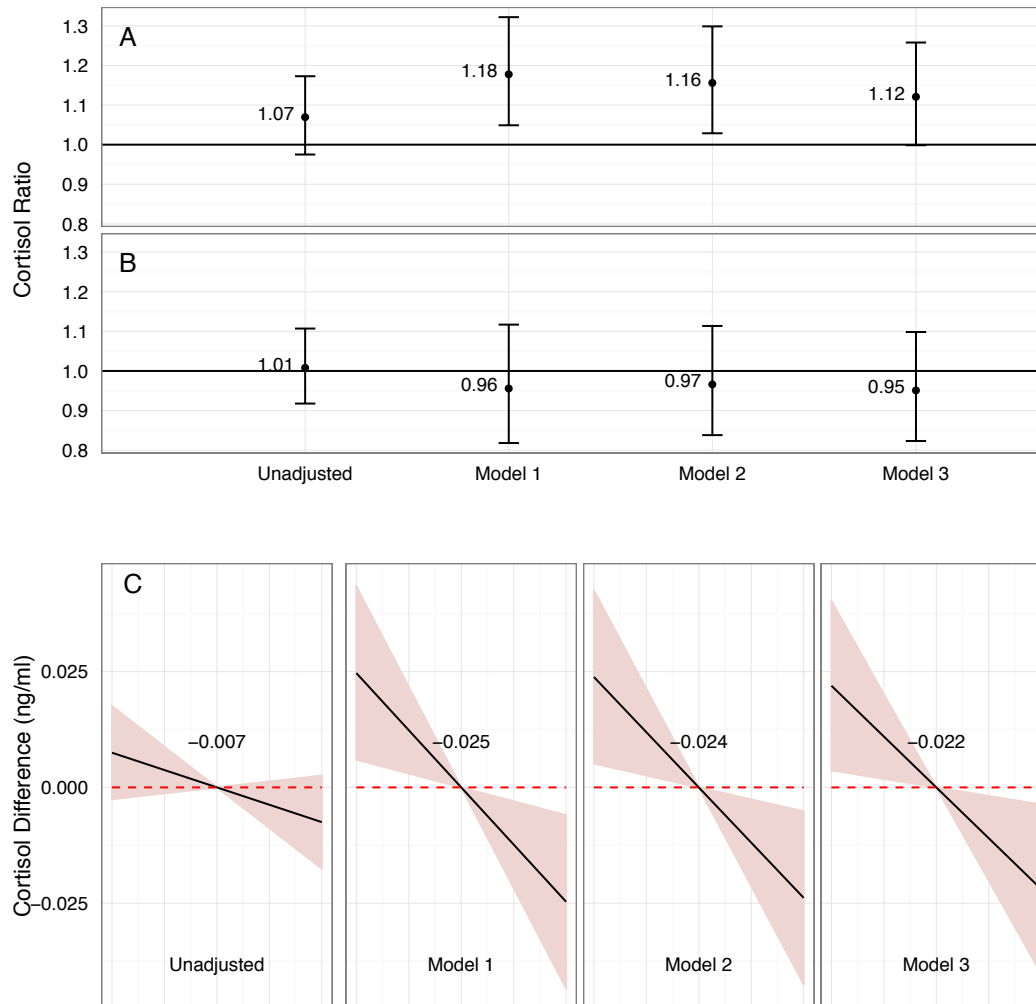 A
1.3
1.2
1.1
1.0
0.9
0.8
1.07
1.18
1.16
1.12
Cortisol Ratio
B
1.3
1.2
1.1
1.0
0.9
0.8
1.01
0.96
0.97
0.95
Unadjusted Model 1 Model 2 Model 3
C
Cortisol Difference (ng/ml)
0.025
0.000
−0.025
−0.007 −0.025 −0.024 −0.022
Unadjusted Model 1 Model 2 Model 3